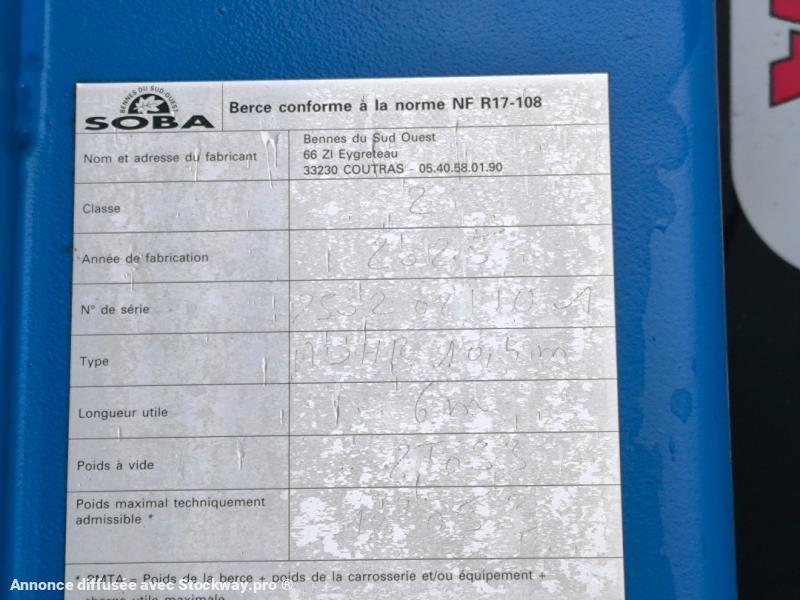 BENNES DU SUD-OUEST
SOBA
Berce conforme à la norme NF R17-108
Nom et adresse du fabricant
Bennes du Sud Ouest
66 ZI Eygreteau
33230 COUTRAS - 05.40.58.01.90
Classe
2
Année de fabrication
N° de série
Type
Longueur utile
6m
Poids à vide
Poids maximal techniquement
admissible *
* PMTA = Poids de la berce + poids de la carrosserie et/ou équipement +
charge utile maximale
Annonce diffusée avec Stockway.pro ®